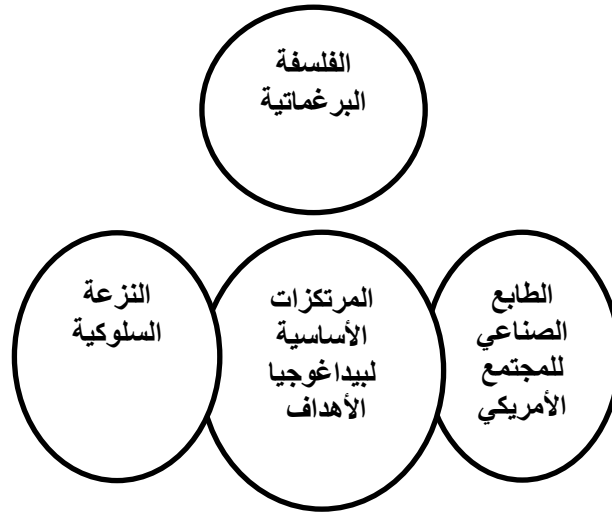 الفلسفة
البرغماتية
الطابع
الصناعي
للمجتمع
الأمريكي
المرتكزات
الأساسية
لبيداغوجيا
الأهداف
النزعة
السلوكية